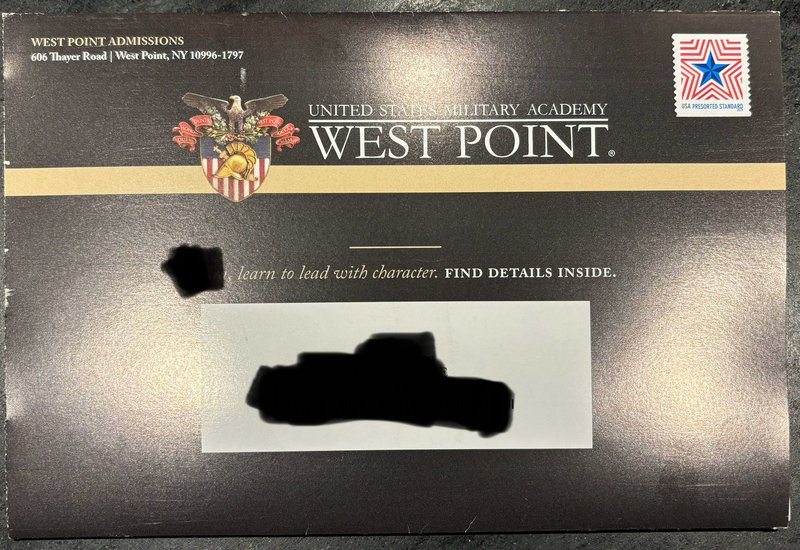 WEST POINT ADMISSIONS
606 Thayer Road | West Point, NY 10996-1797
USA PRESORTED STANDARD
UNITED STATES MILITARY ACADEMY
WEST POINT®
, learn to lead with character. FIND DETAILS INSIDE.